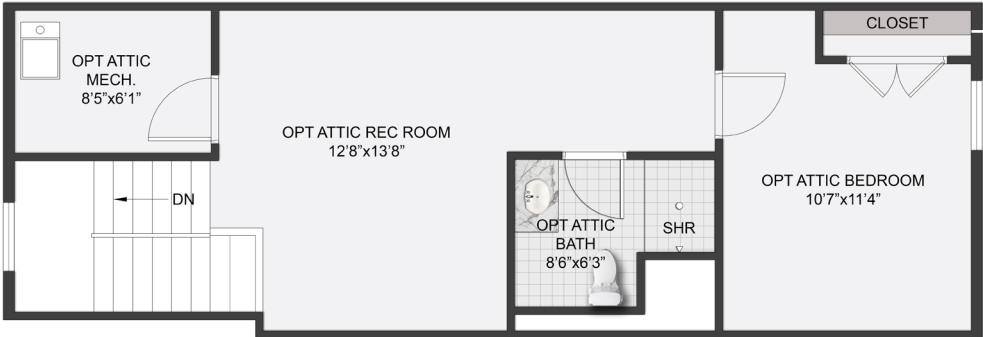 OPT ATTIC
MECH.
8'5”x6'1”
OPT ATTIC REC ROOM
12'8”x13'8”
CLOSET
OPT ATTIC BEDROOM
10'7”x11'4”
DN
OPT ATTIC
BATH
8'6”x6'3”
SHR